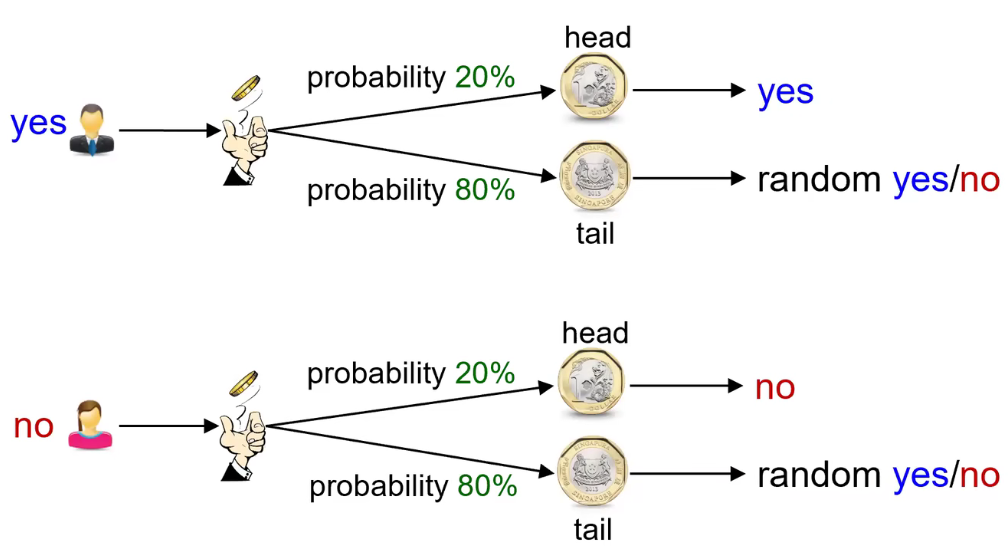 head
probability 20%
yes
yes
probability 80%
random yes/no
tail
head
probability 20%
no
no
probability 80%
random yes/no
tail